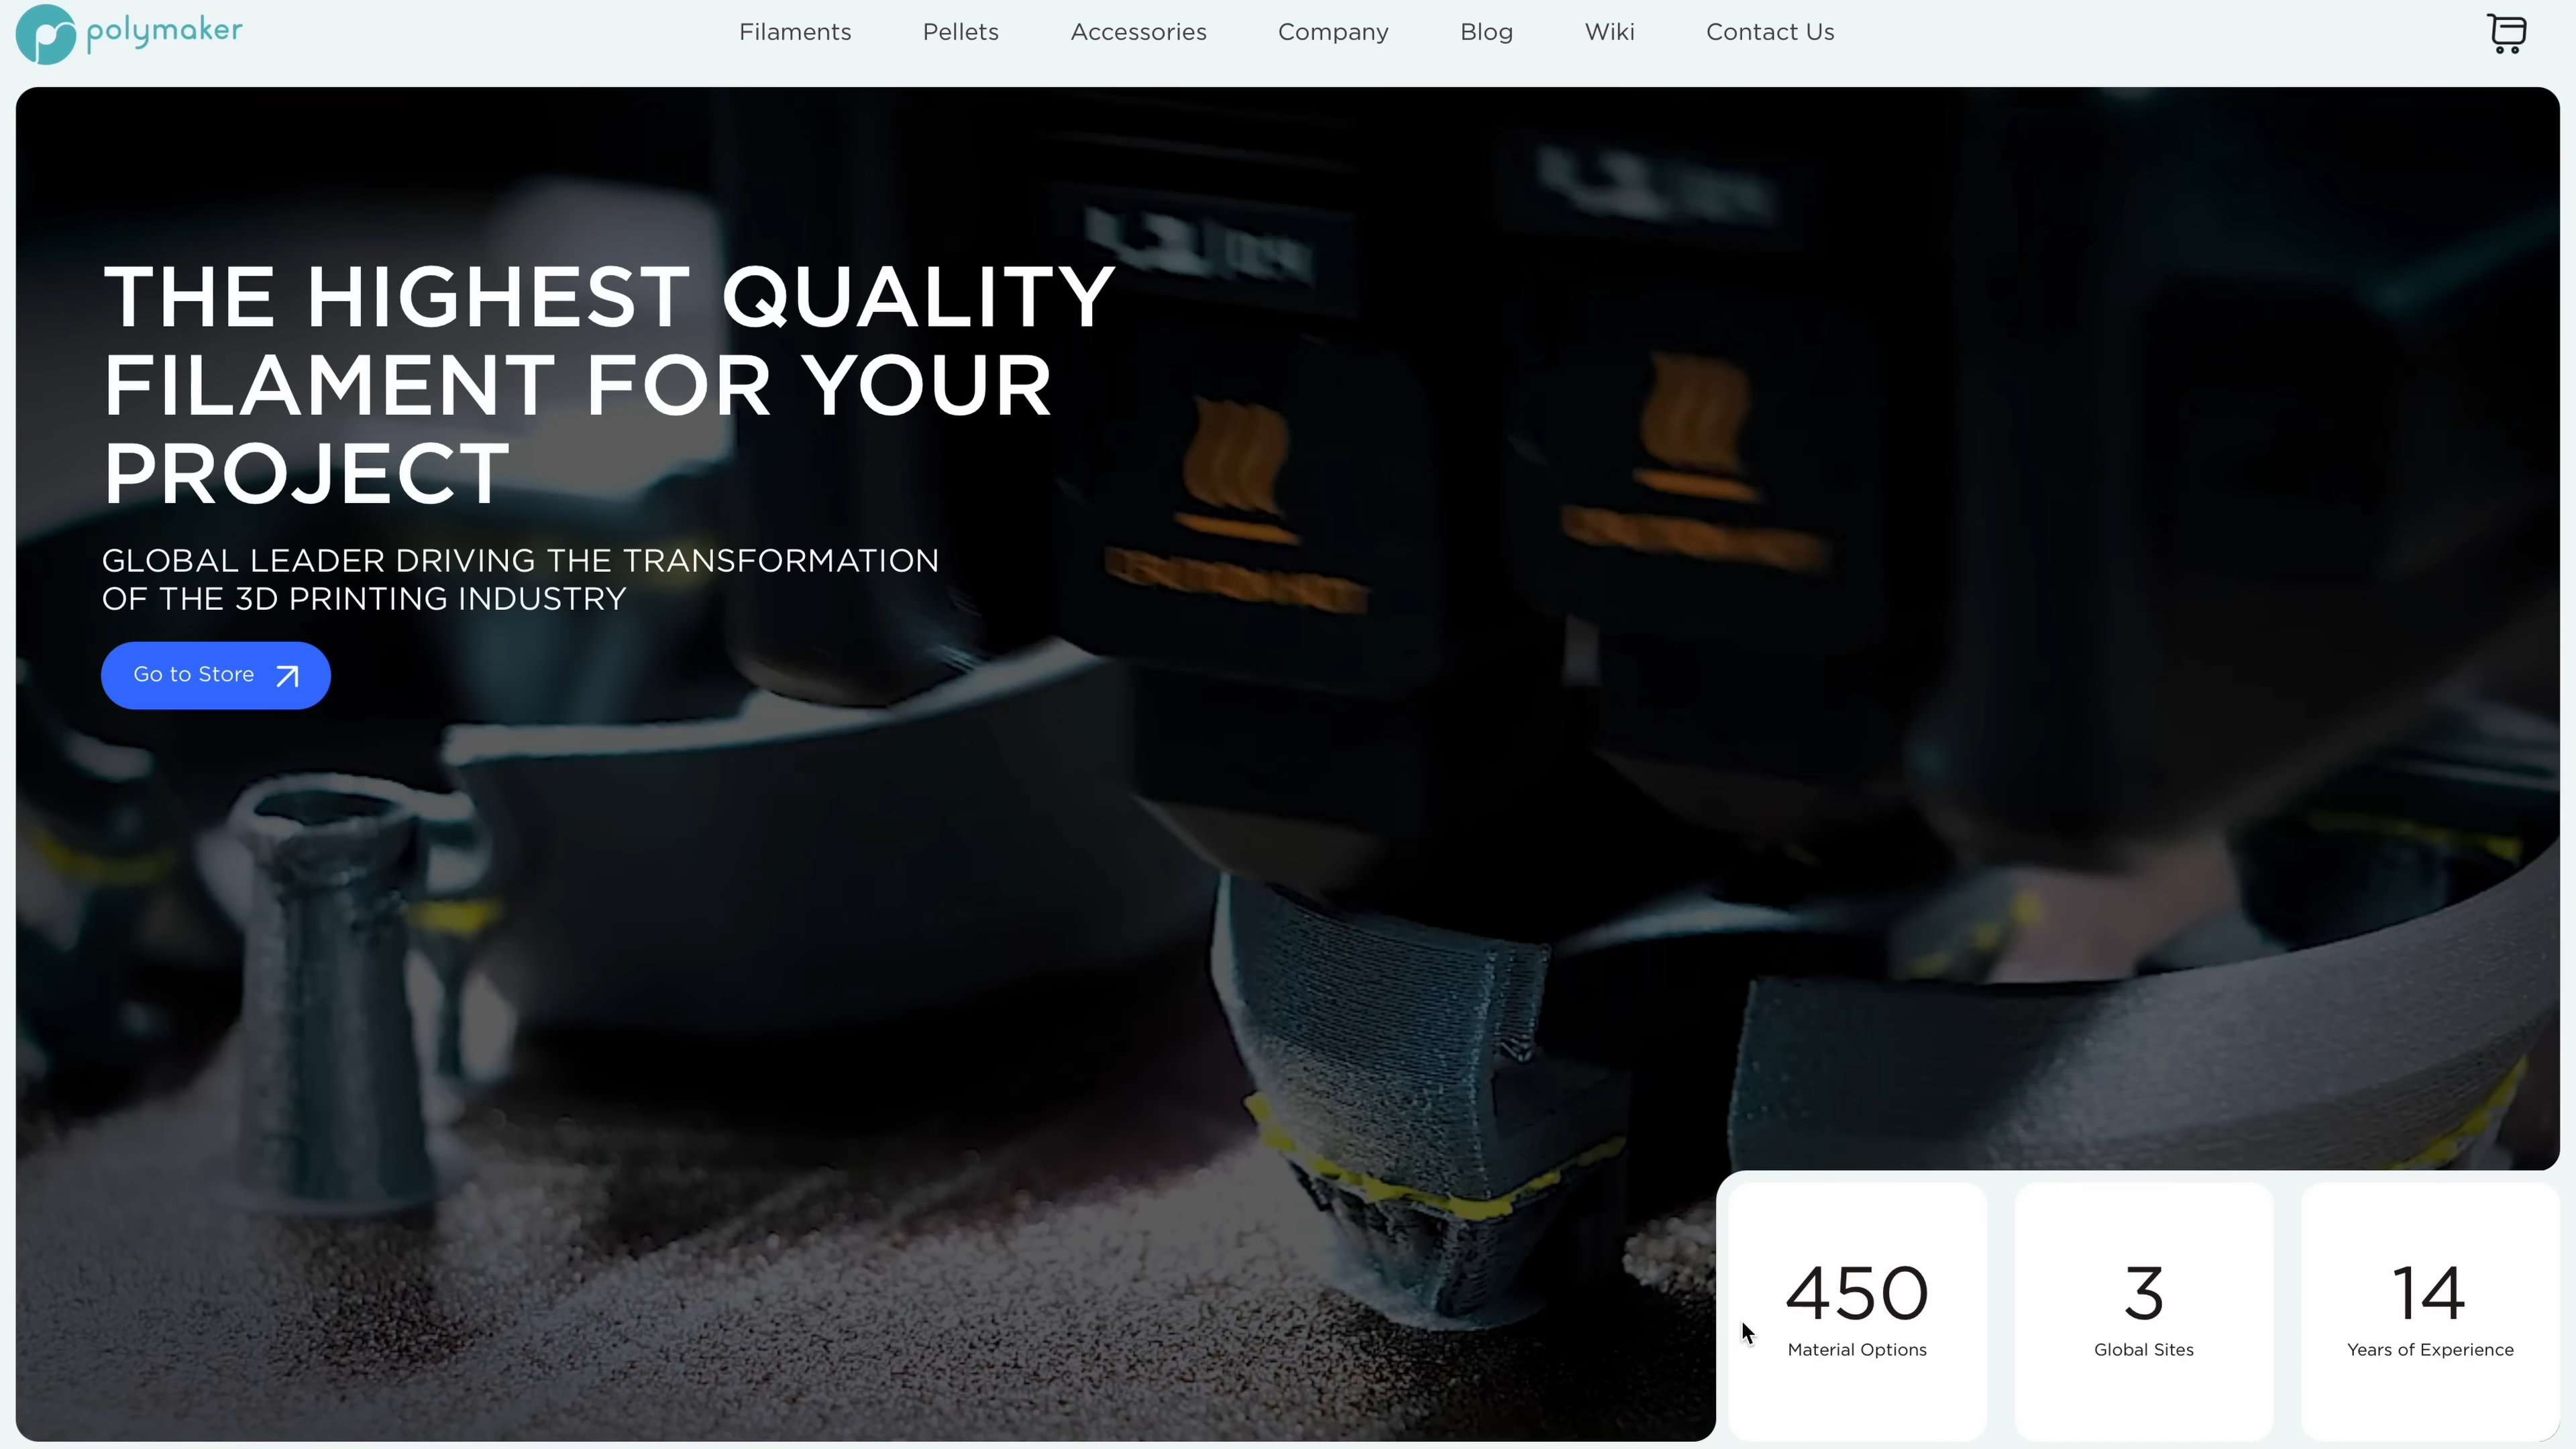 polymaker
Filaments
Pellets
Accessories
Company
Blog
Wiki
Contact Us
THE HIGHEST QUALITY
FILAMENT FOR YOUR
PROJECT
GLOBAL LEADER DRIVING THE TRANSFORMATION
OF THE 3D PRINTING INDUSTRY
Go to Store
450
Material Options
3
Global Sites
14
Years of Experience